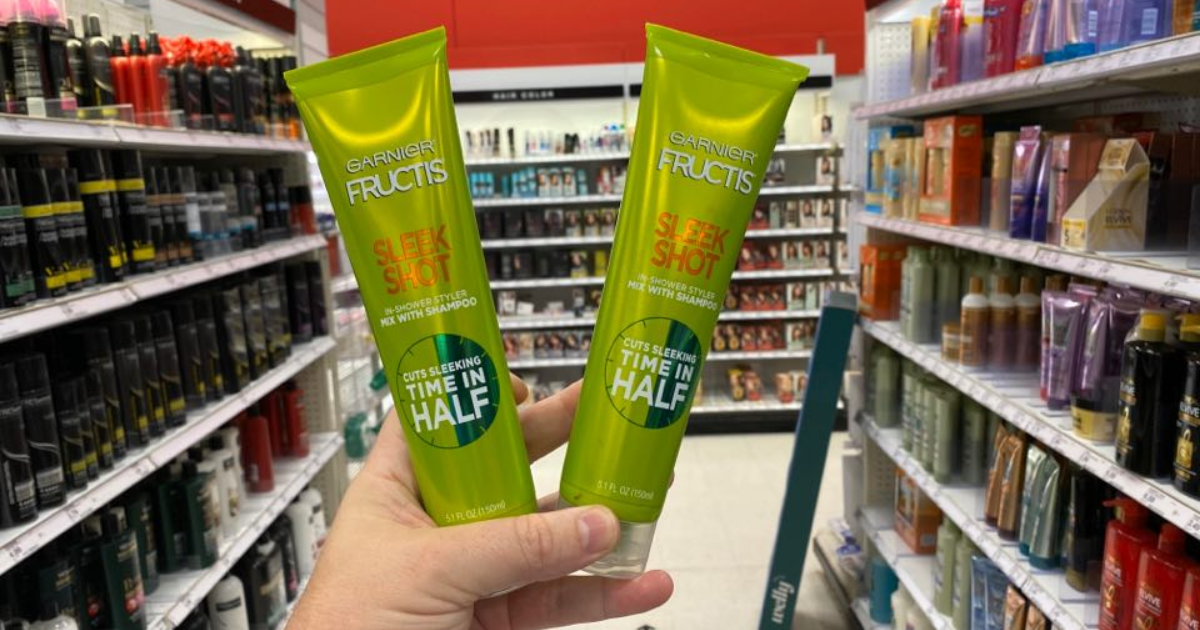 HAIR COLOR
GARNIER
FRUCTIS
SLEEK
SHOT
IN-SHOWER STYLER
MIX WITH SHAMPOO
CUTS SLEEKING
TIME IN
HALF
5.1 FL OZ (150ml)
GARNIER
FRUCTIS
SLEEK
SHOT
IN-SHOWER STYLER
MIX WITH SHAMPOO
CUTS SLEEKING
TIME IN
HALF
5.1 FL OZ (150ml)
welly